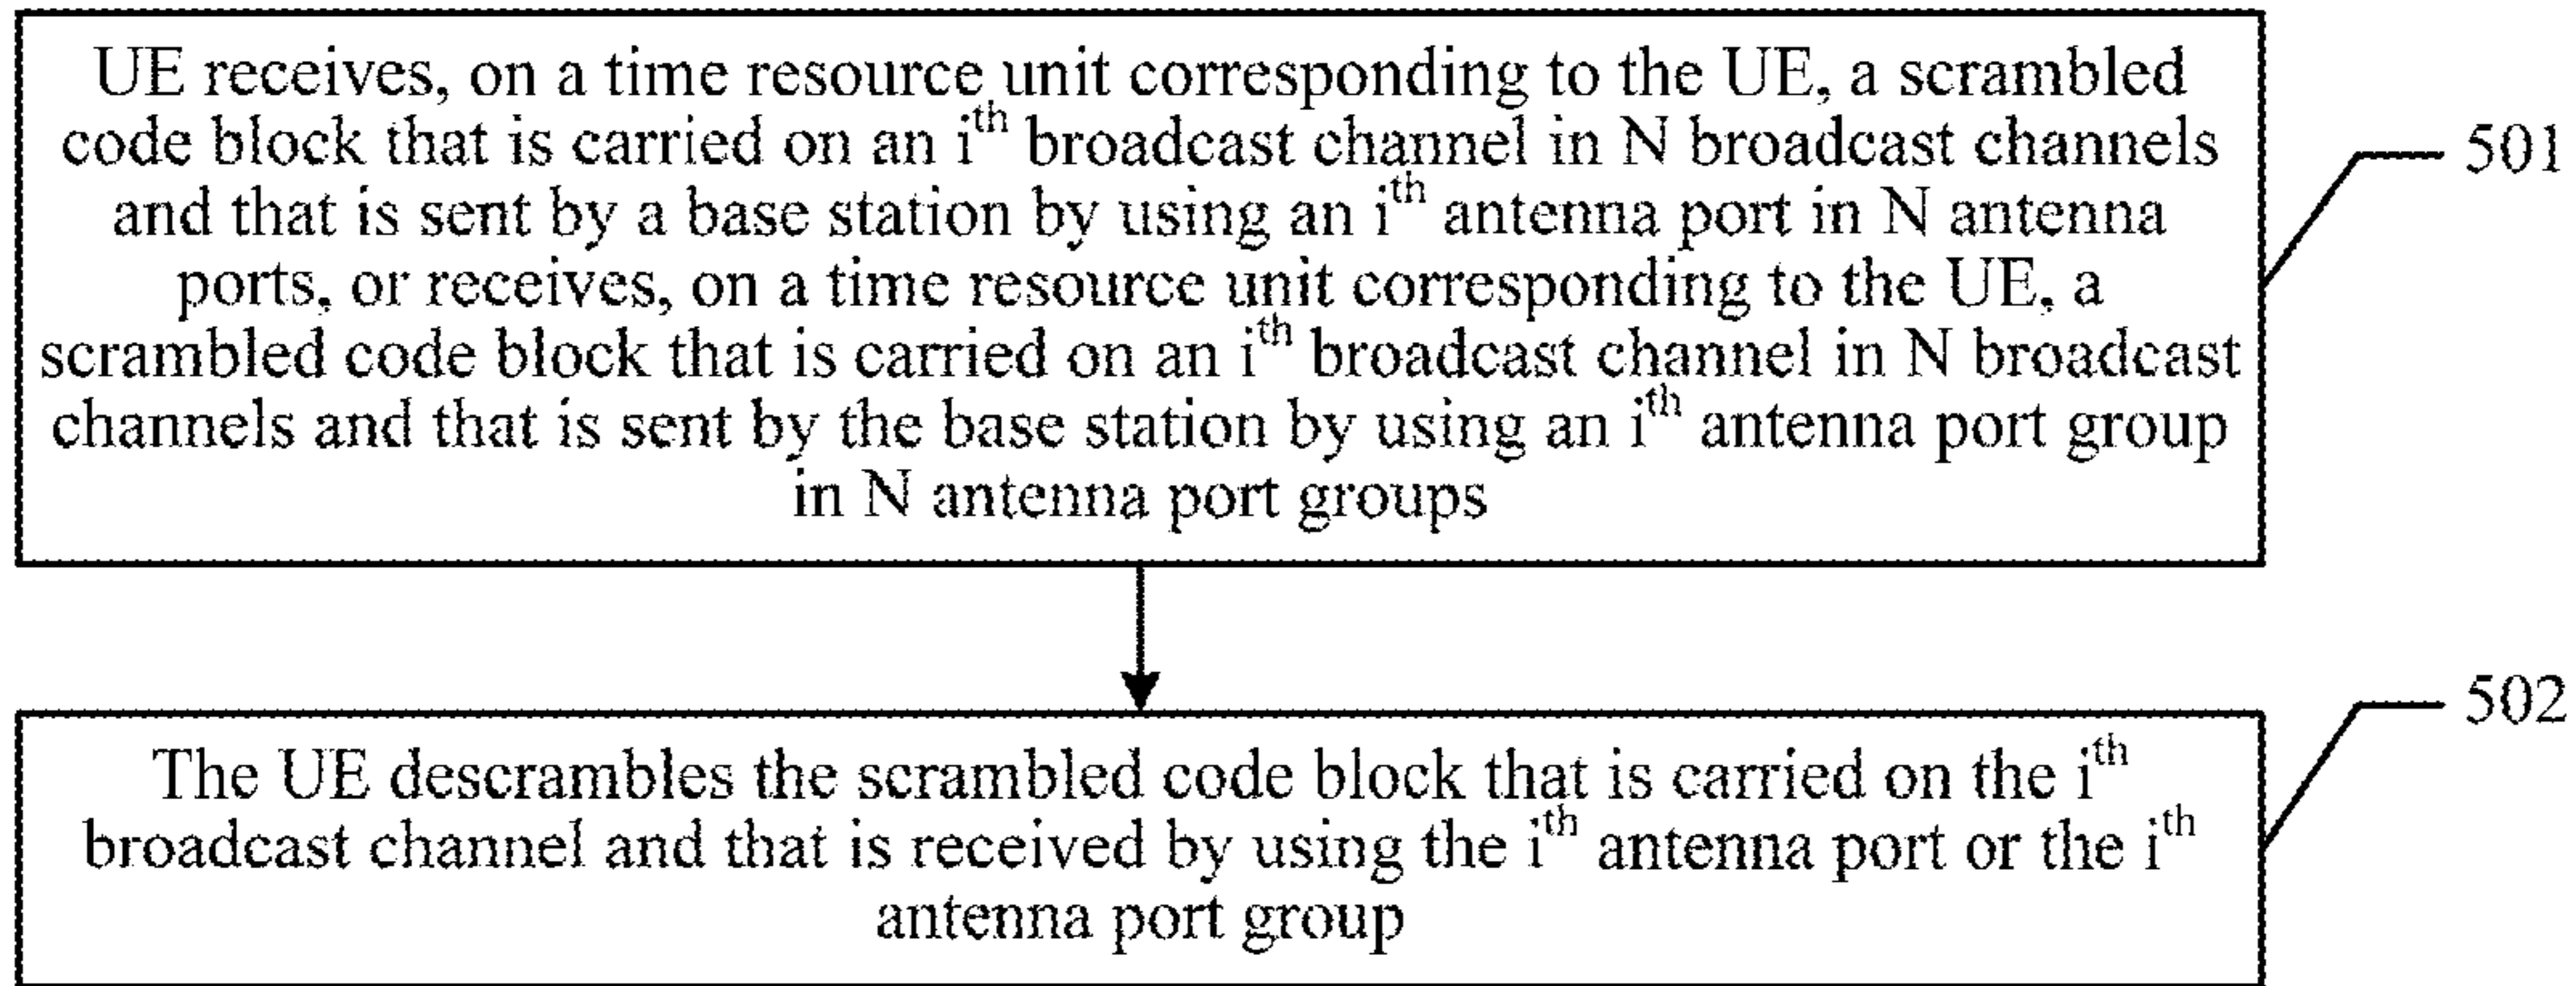 UE receives, on a time resource unit corresponding to the UE, a scrambled
code block that is carried on an i^th broadcast channel in N broadcast channels
and that is sent by a base station by using an i^th antenna port in N antenna
ports, or receives, on a time resource unit corresponding to the UE, a
scrambled code block that is carried on an i^th broadcast channel in N broadcast
channels and that is sent by the base station by using an i^th antenna port group
in N antenna port groups
501
The UE descrambles the scrambled code block that is carried on the i^th
broadcast channel and that is received by using the i^th antenna port or the i^th
antenna port group
502